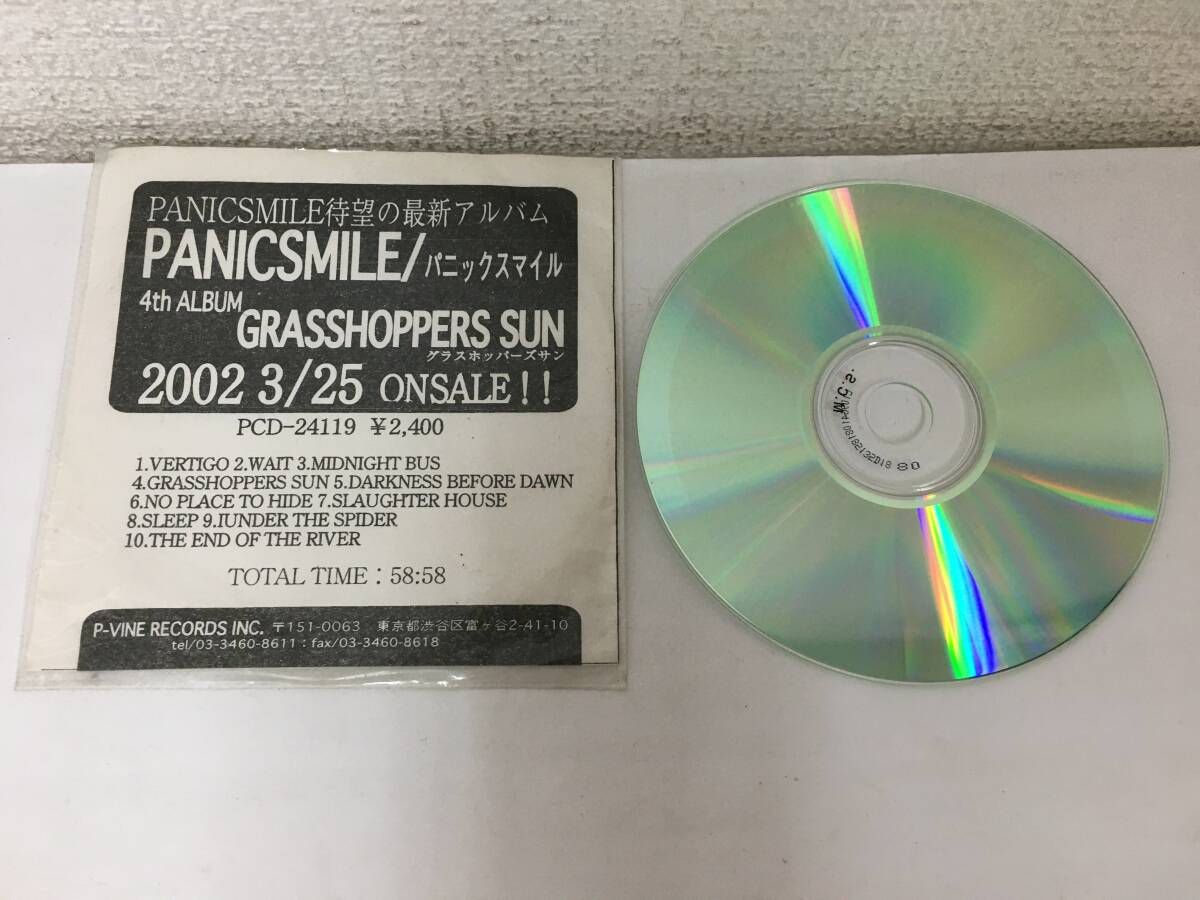 PANICSMILE待望の最新アルバム
PANICSMILE/パニックスマイル
4th ALBUM
GRASSHOPPERS SUN
グラスホッパーズサン
2002 3/25 ONSALE!!
PCD-24119 ¥2,400
1.VERTIGO 2.WAIT 3.MIDNIGHT BUS
4.GRASSHOPPERS SUN 5.DARKNESS BEFORE DAWN
6.NO PLACE TO HIDE 7.SLAUGHTER HOUSE
8.SLEEP 9.IUNDER THE SPIDER
10.THE END OF THE RIVER
TOTAL TIME：58:58
P-VINE RECORDS INC. 〒151-0063 東京都渋谷区富ヶ谷2-41-10
tel/03-3460-8611：fax/03-3460-8618